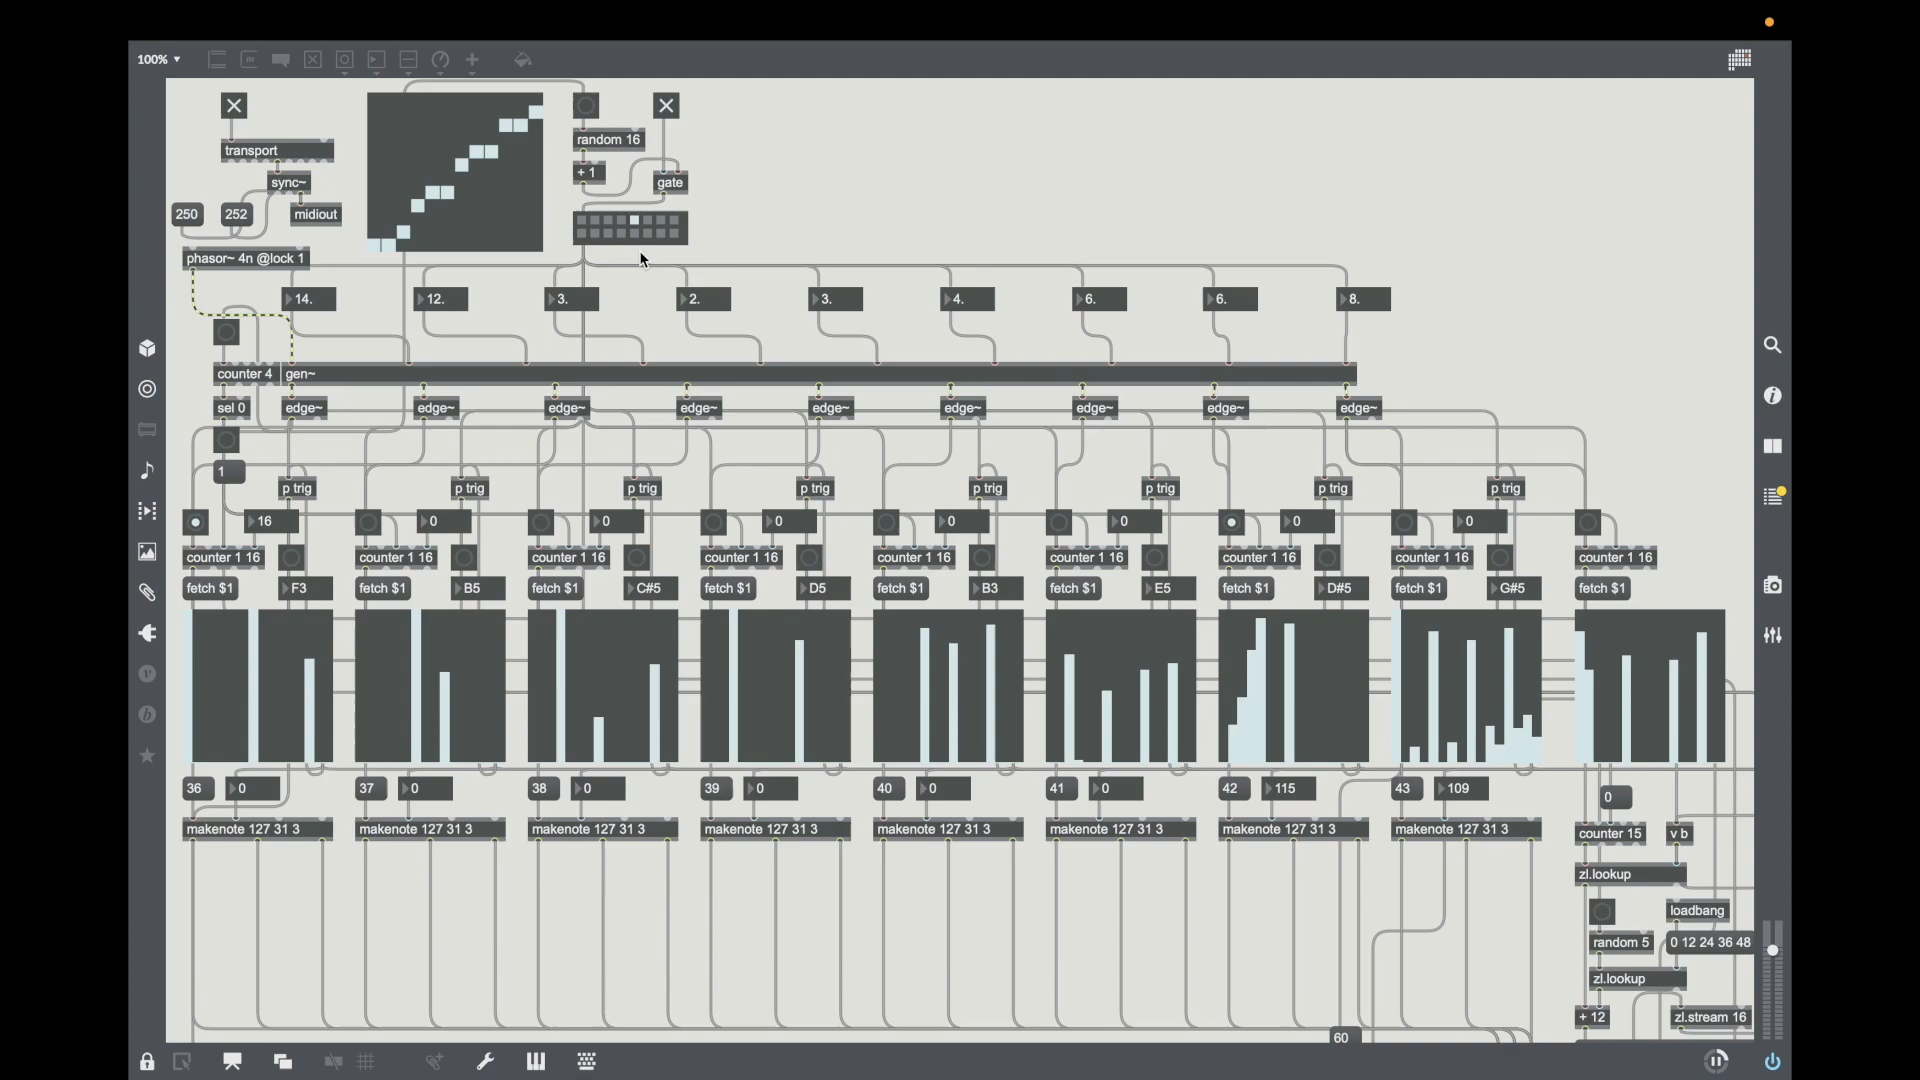 100%
transport
random 16
+ 1
sync~
gate
250
252
midiout
phasor~ 4n @lock 1
14.
12.
3.
2.
3.
4.
6.
6.
8.
counter 4
gen~
sel 0
edge~
edge~
edge~
edge~
edge~
edge~
edge~
edge~
edge~
1
p trig
p trig
p trig
p trig
p trig
p trig
p trig
p trig
16
0
0
0
0
0
0
0
counter 1 16
counter 1 16
counter 1 16
counter 1 16
counter 1 16
counter 1 16
counter 1 16
counter 1 16
counter 1 16
fetch $1
F3
fetch $1
B5
fetch $1
C#5
fetch $1
D5
fetch $1
B3
fetch $1
E5
fetch $1
D#5
fetch $1
G#5
fetch $1
36
0
37
0
38
0
39
0
40
0
41
0
42
115
43
109
0
makenote 127 31 3
makenote 127 31 3
makenote 127 31 3
makenote 127 31 3
makenote 127 31 3
makenote 127 31 3
makenote 127 31 3
makenote 127 31 3
counter 15
v b
zl.lookup
loadbang
random 5
0 12 24 36 48
zl.lookup
+ 12
zl.stream 16
60